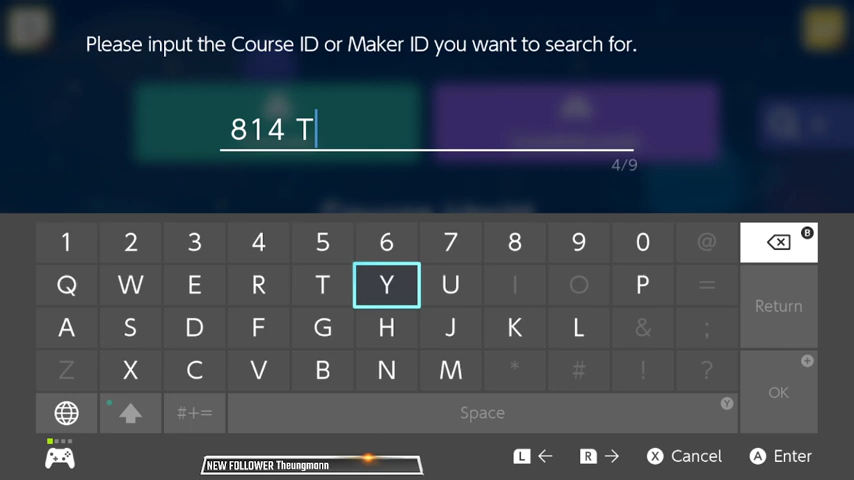 Please input the Course ID or Maker ID you want to search for.
814 T
4/9
1 2 3 4 5 6 7 8 9 0 @ B
Q W E R T Y U I O P = Return
A S D F G H J K L & ;
Z X C V B N M * # ! ? + OK
#+= Space Y
NEW FOLLOWER Theungmann
L ← R → X Cancel A Enter